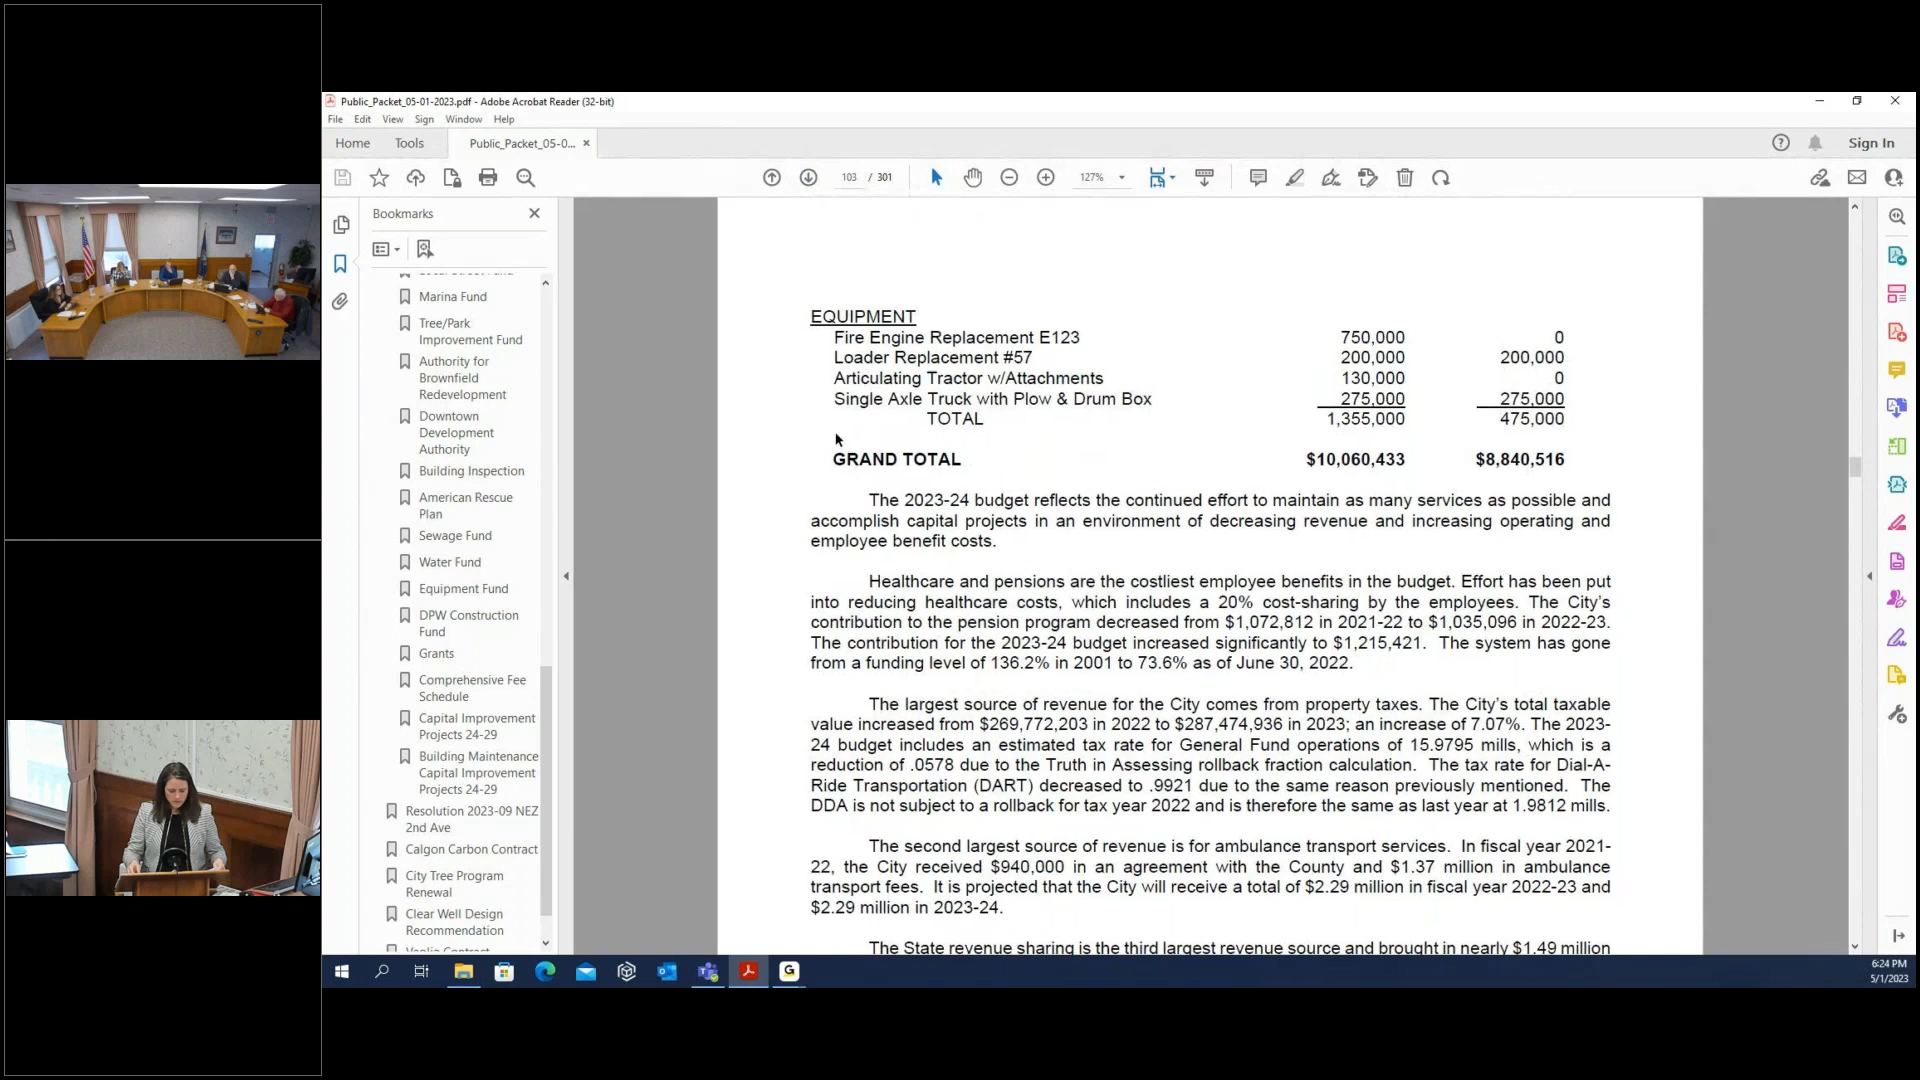 Public_Packet_05-01-2023.pdf - Adobe Acrobat Reader (32-bit)
File Edit View Sign Window Help
Home Tools Public_Packet_05-0... × Sign In
103 / 301 127%
Bookmarks
Marina Fund
Tree/Park
Improvement Fund
Authority for
Brownfield
Redevelopment
Downtown
Development
Authority
Building Inspection
American Rescue
Plan
Sewage Fund
Water Fund
Equipment Fund
DPW Construction
Fund
Grants
Comprehensive Fee
Schedule
Capital Improvement
Projects 24-29
Building Maintenance
Capital Improvement
Projects 24-29
Resolution 2023-09 NEZ
2nd Ave
Calgon Carbon Contract
City Tree Program
Renewal
Clear Well Design
Recommendation
EQUIPMENT
Fire Engine Replacement E123 750,000 0
Loader Replacement #57 200,000 200,000
Articulating Tractor w/Attachments 130,000 0
Single Axle Truck with Plow & Drum Box 275,000 275,000
TOTAL 1,355,000 475,000
GRAND TOTAL $10,060,433 $8,840,516
The 2023-24 budget reflects the continued effort to maintain as many services as possible and
accomplish capital projects in an environment of decreasing revenue and increasing operating and
employee benefit costs.
Healthcare and pensions are the costliest employee benefits in the budget. Effort has been put
into reducing healthcare costs, which includes a 20% cost-sharing by the employees. The City's
contribution to the pension program decreased from $1,072,812 in 2021-22 to $1,035,096 in 2022-23.
The contribution for the 2023-24 budget increased significantly to $1,215,421. The system has gone
from a funding level of 136.2% in 2001 to 73.6% as of June 30, 2022.
The largest source of revenue for the City comes from property taxes. The City's total taxable
value increased from $269,772,203 in 2022 to $287,474,936 in 2023; an increase of 7.07%. The 2023-
24 budget includes an estimated tax rate for General Fund operations of 15.9795 mills, which is a
reduction of .0578 due to the Truth in Assessing rollback fraction calculation. The tax rate for Dial-A-
Ride Transportation (DART) decreased to .9921 due to the same reason previously mentioned. The
DDA is not subject to a rollback for tax year 2022 and is therefore the same as last year at 1.9812 mills.
The second largest source of revenue is for ambulance transport services. In fiscal year 2021-
22, the City received $940,000 in an agreement with the County and $1.37 million in ambulance
transport fees. It is projected that the City will receive a total of $2.29 million in fiscal year 2022-23 and
$2.29 million in 2023-24.
The State revenue sharing is the third largest revenue source and brought in nearly $1.49 million
6:24 PM
5/1/2023